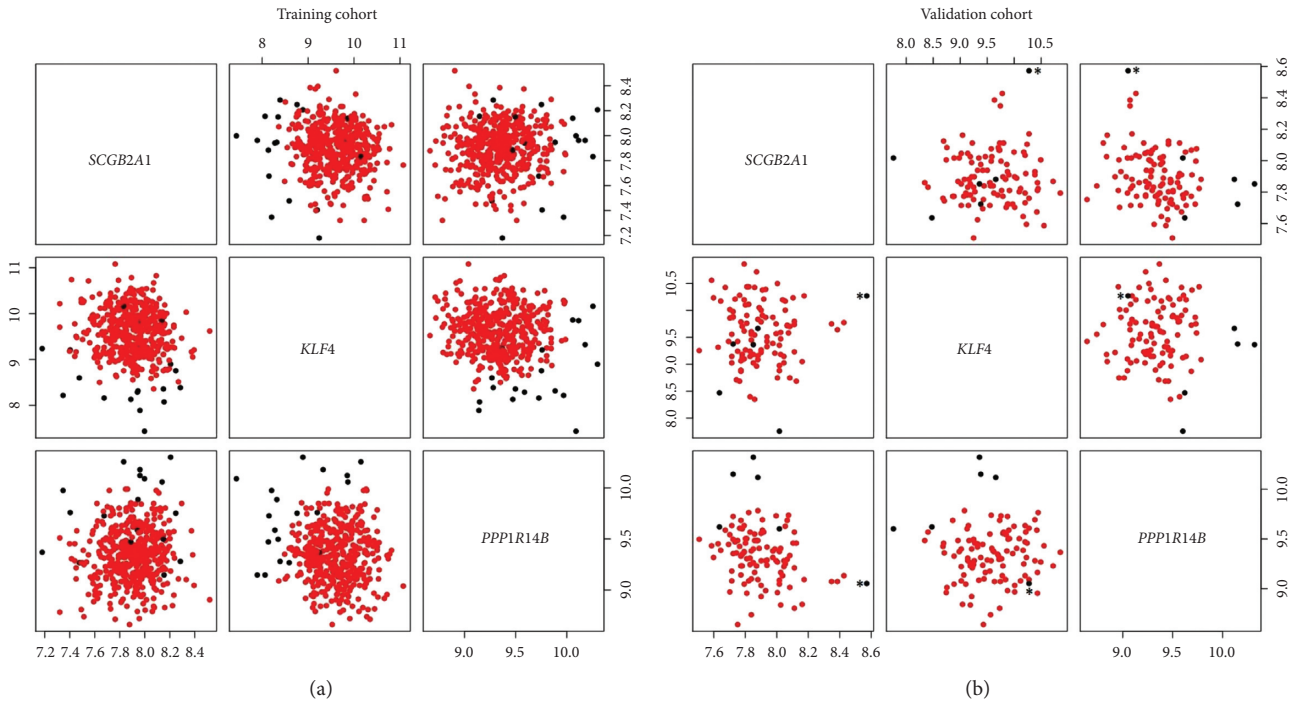 Training cohort
Validation cohort
8 9 10 11
8.0 8.5 9.0 9.5 10.5
SCGB2A1
7.2 7.4 7.6 7.8 8.0 8.2 8.4
* *
SCGB2A1
7.6 7.8 8.0 8.2 8.4 8.6
8 9 10 11
KLF4
8.0 8.5 9.0 9.5 10.5
* *
KLF4
PPP1R14B
9.0 9.5 10.0
* *
PPP1R14B
9.0 9.5 10.0
7.2 7.4 7.6 7.8 8.0 8.2 8.4
9.0 9.5 10.0
7.6 7.8 8.0 8.2 8.4 8.6
9.0 9.5 10.0
(a)
(b)